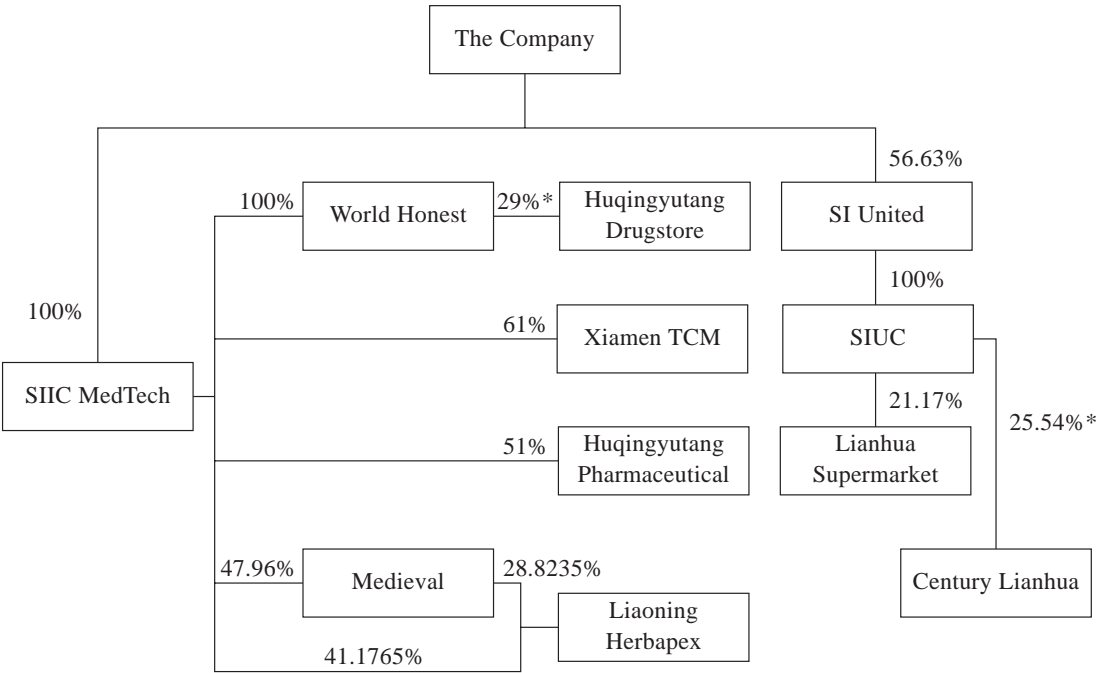 The Company
56.63%
100%
World Honest
29%*
Huqingyutang
Drugstore
SI United
100%
100%
61%
Xiamen TCM
SIUC
SIIC MedTech
21.17%
25.54%*
51%
Huqingyutang
Pharmaceutical
Lianhua
Supermarket
47.96%
Medieval
28.8235%
Century Lianhua
Liaoning
Herbapex
41.1765%